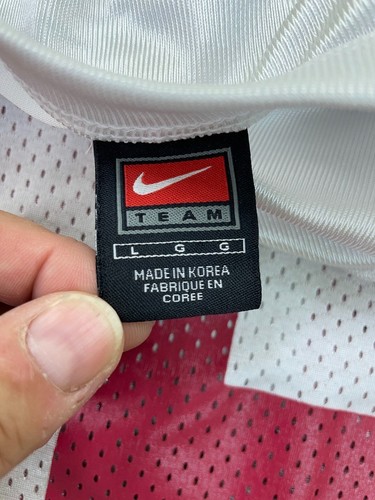 TEAM
L G G
MADE IN KOREA
FABRIQUE EN
COREE